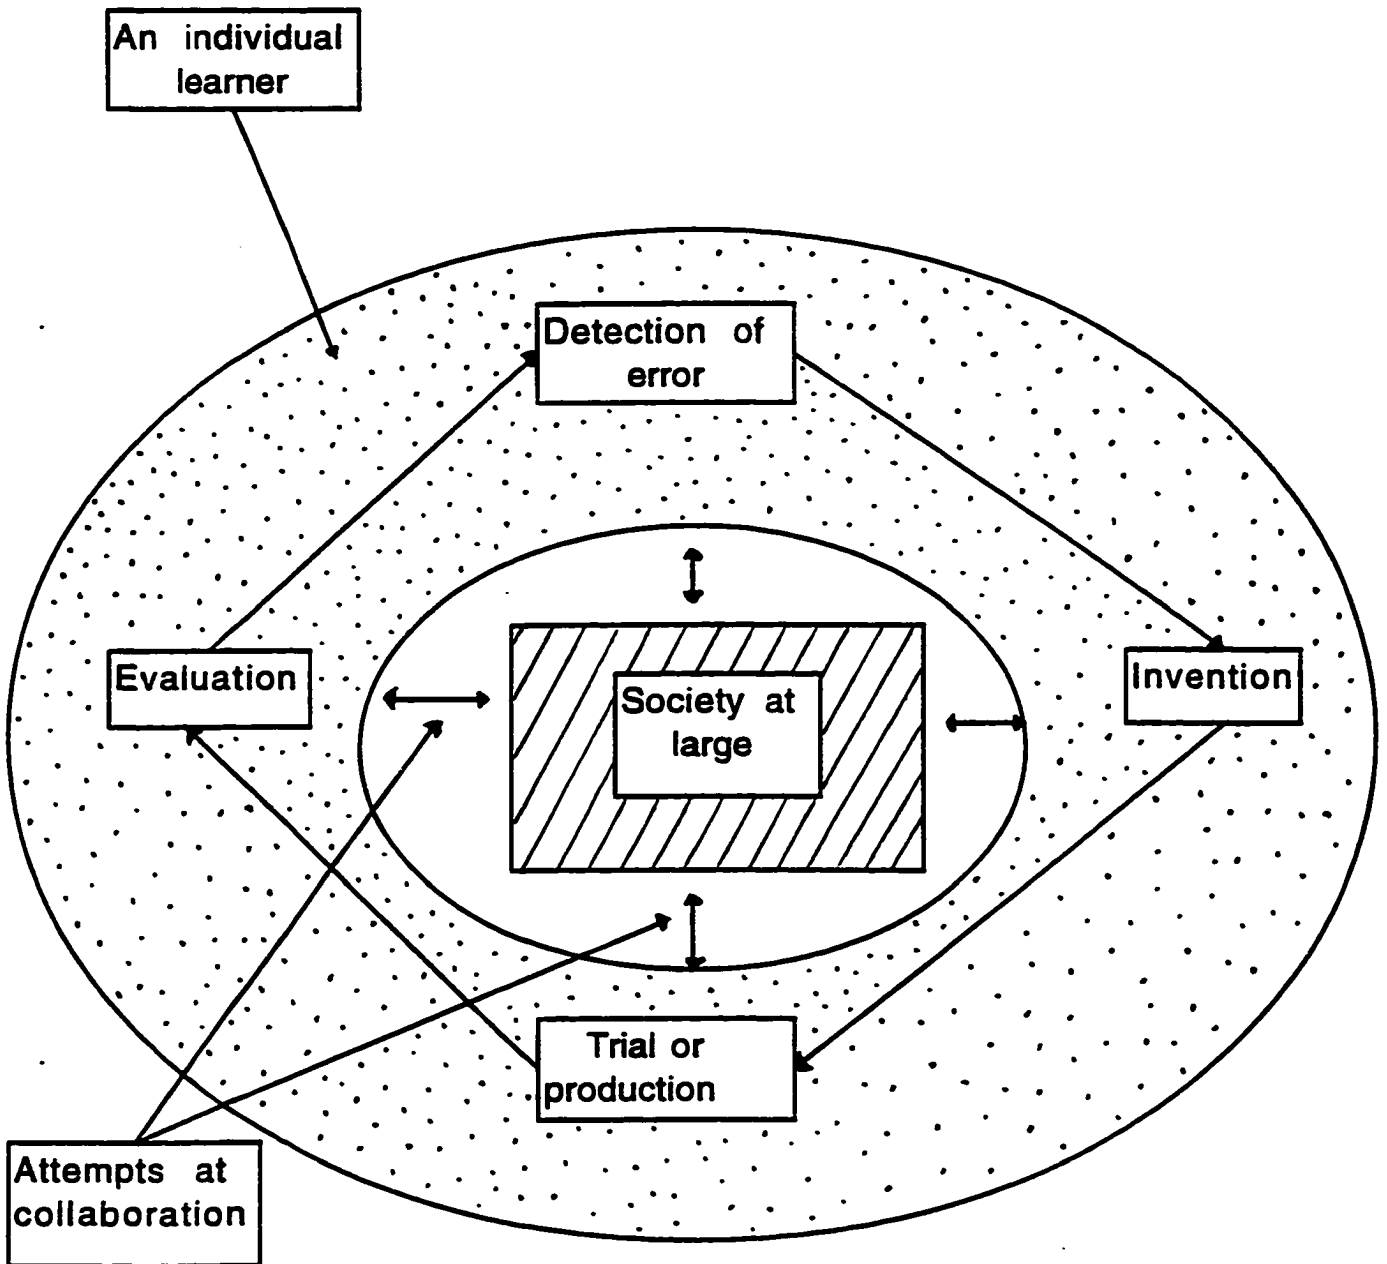 An individual
learner
Detection of
error
Evaluation
Invention
Society at
large
Trial or
production
Attempts at
collaboration